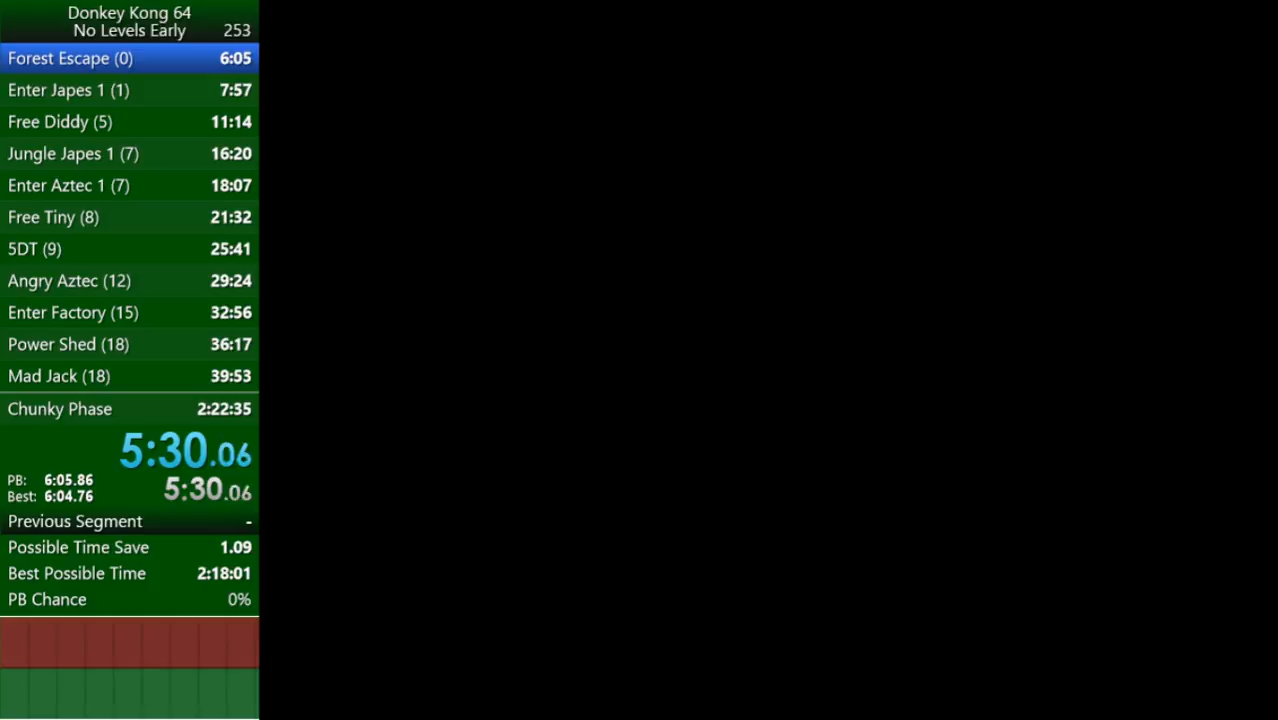 Donkey Kong 64
No Levels Early 253
Forest Escape (0) 6:05
Enter Japes 1 (1) 7:57
Free Diddy (5) 11:14
Jungle Japes 1 (7) 16:20
Enter Aztec 1 (7) 18:07
Free Tiny (8) 21:32
5DT (9) 25:41
Angry Aztec (12) 29:24
Enter Factory (15) 32:56
Power Shed (18) 36:17
Mad Jack (18) 39:53
Chunky Phase 2:22:35
5:30.06
PB: 6:05.86
Best: 6:04.76
5:30.06
Previous Segment -
Possible Time Save 1.09
Best Possible Time 2:18:01
PB Chance 0%